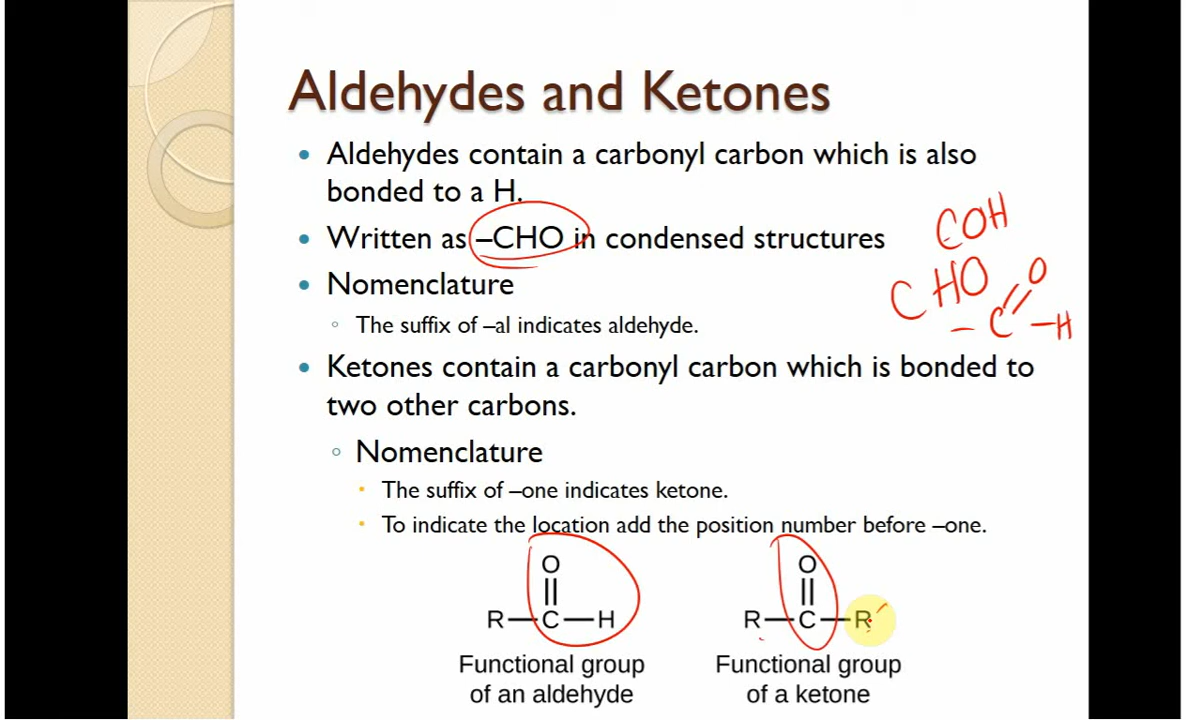 Aldehydes and Ketones
Aldehydes contain a carbonyl carbon which is also
bonded to a H.
Written as –CHO in condensed structures
COH
CHO
O
– C – H
Nomenclature
The suffix of –al indicates aldehyde.
Ketones contain a carbonyl carbon which is bonded to
two other carbons.
Nomenclature
The suffix of –one indicates ketone.
To indicate the location add the position number before –one.
O
||
R—C—H
Functional group
of an aldehyde
O
||
R—C—R′
Functional group
of a ketone